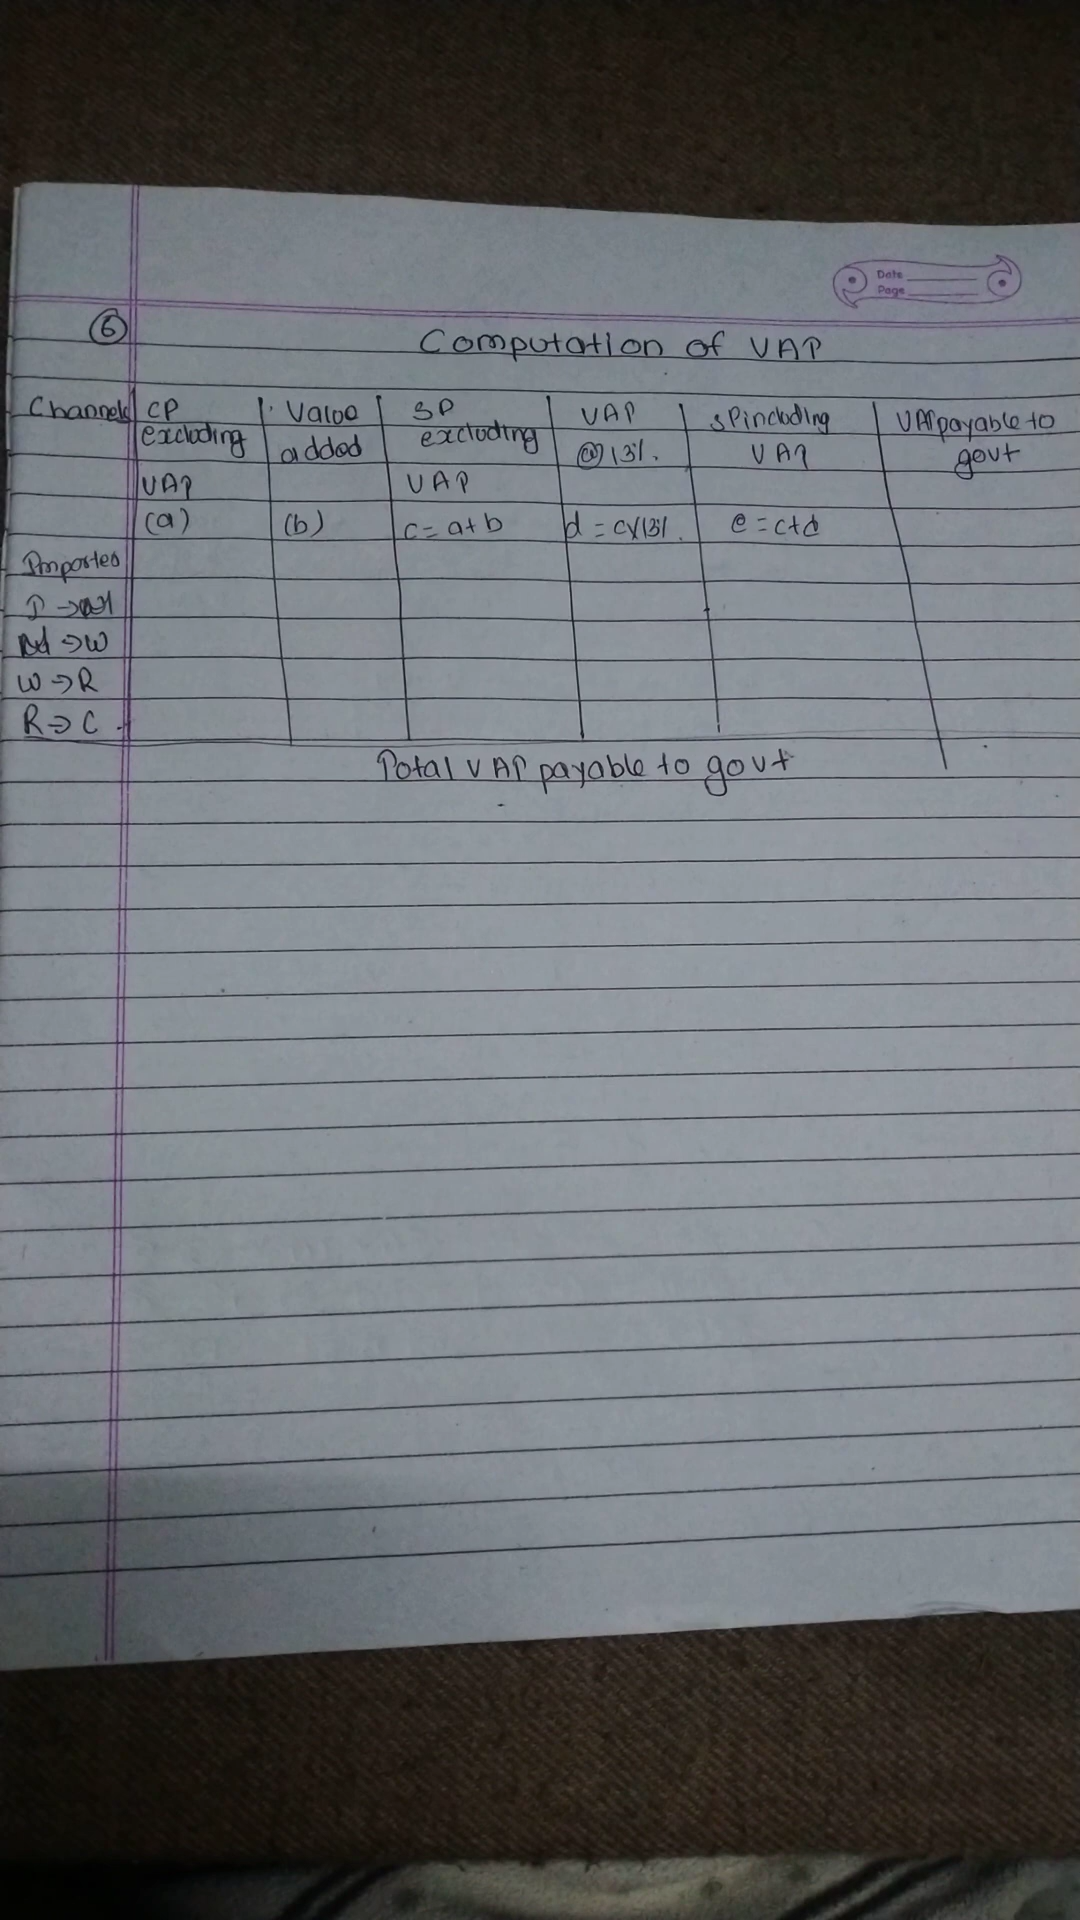 Date
Page
⑥ Computation of VAT
Channels CP Value SP VAT SP including VAT payable to
excluding added excluding @13%. VAT govt
VAT VAT
(a) (b) c = a+b d = c×13%. e = c+d
Importer
W → R
R → C
Total VAT payable to govt